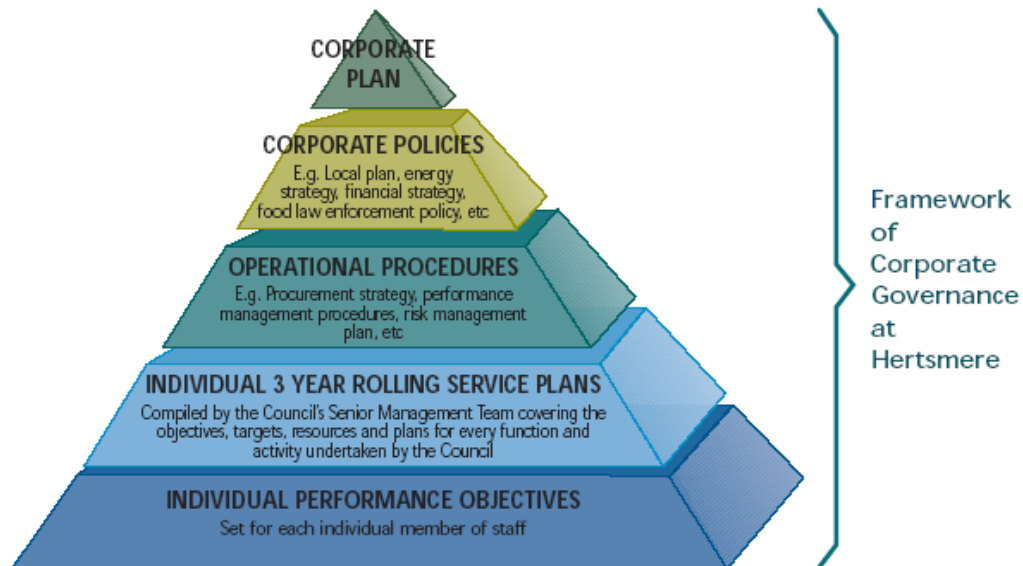 CORPORATE
PLAN
CORPORATE POLICIES
E.g. Local plan, energy
strategy, financial strategy,
food law enforcement policy, etc
OPERATIONAL PROCEDURES
E.g. Procurement strategy, performance
management procedures, risk management
plan, etc
INDIVIDUAL 3 YEAR ROLLING SERVICE PLANS
Compiled by the Council's Senior Management Team covering the
objectives, targets, resources and plans for every function and
activity undertaken by the Council
INDIVIDUAL PERFORMANCE OBJECTIVES
Set for each individual member of staff
Framework
of
Corporate
Governance
at
Hertsmere